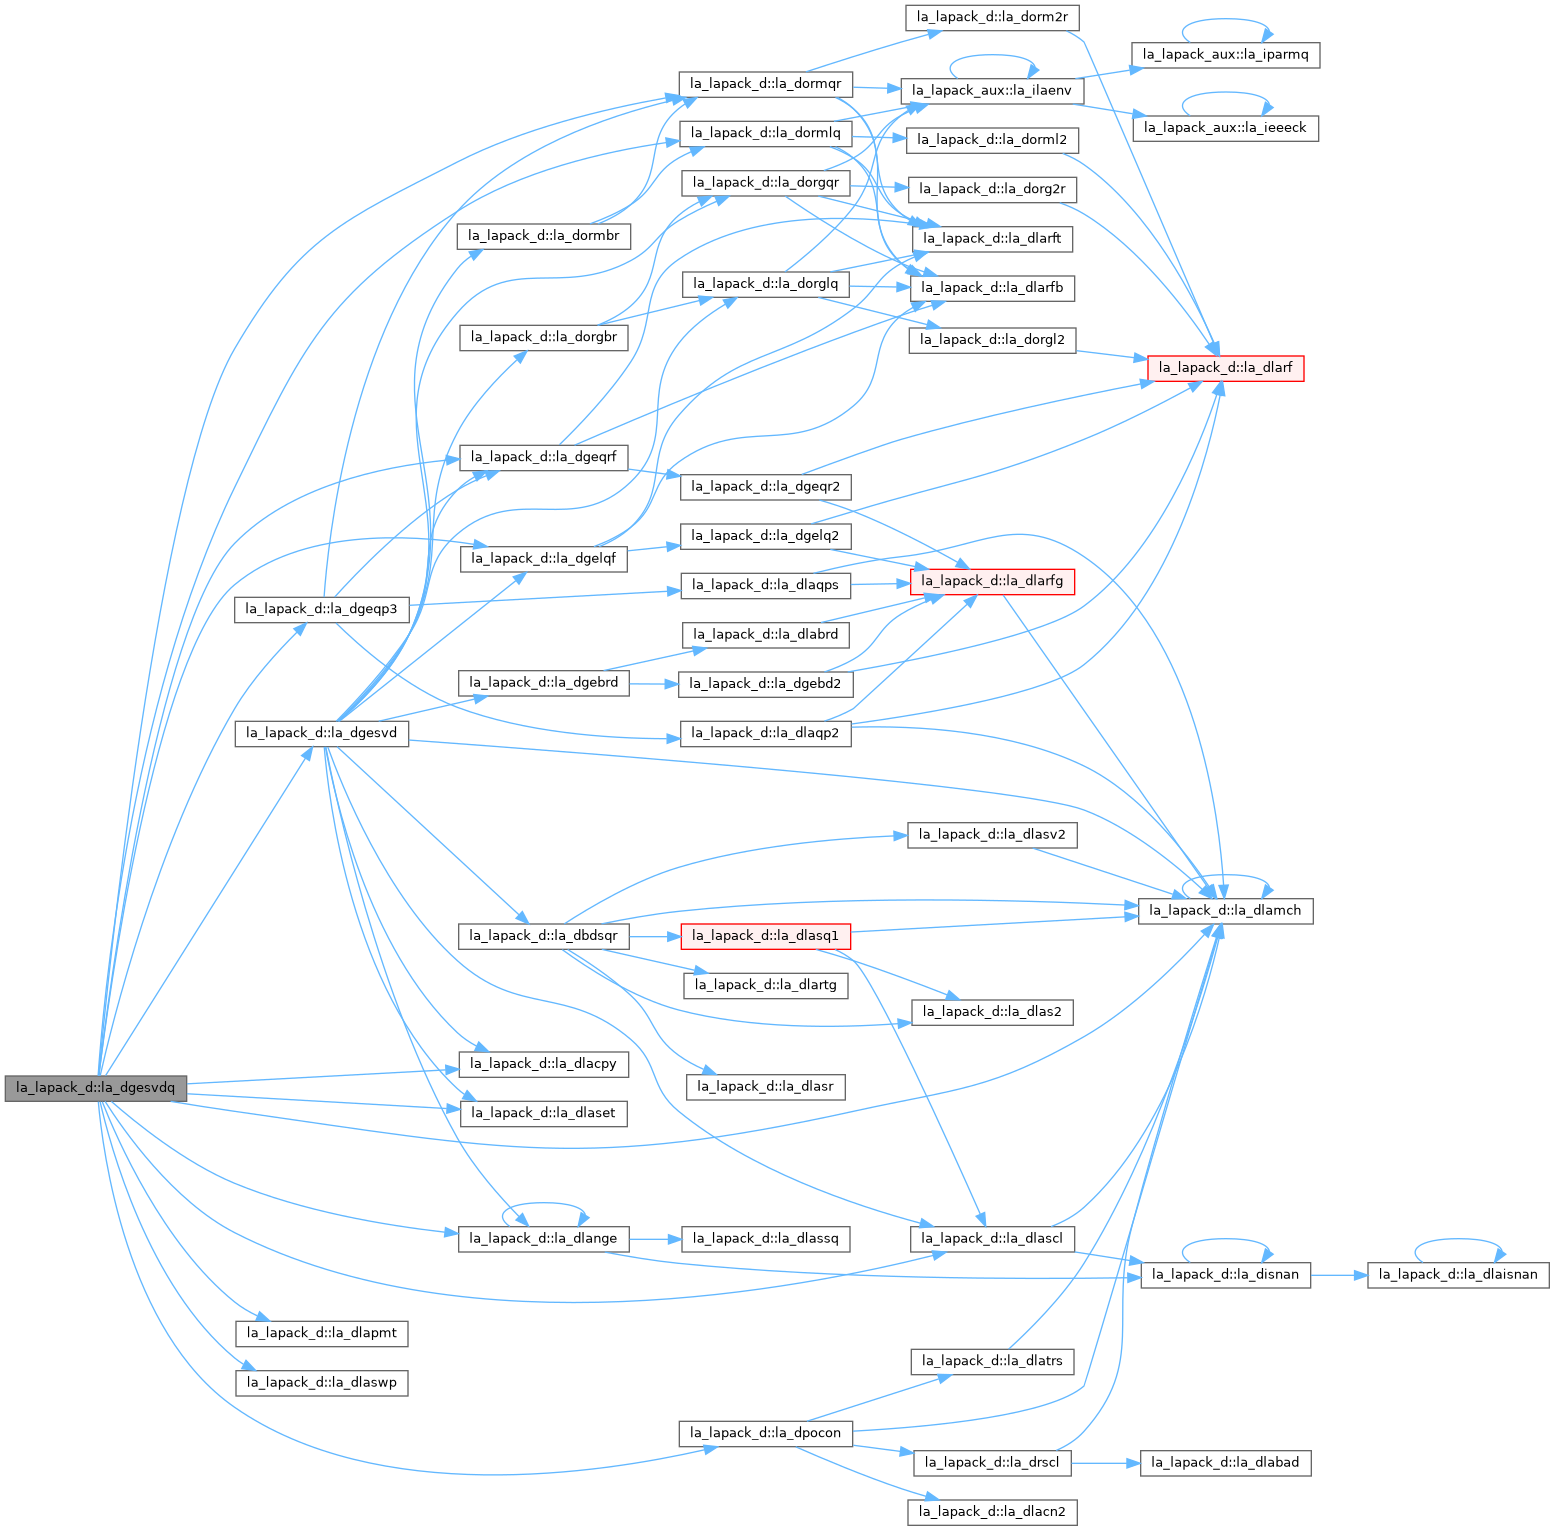 la_lapack_d::la_dorm2r
la_lapack_aux::la_iparmq
la_lapack_d::la_dormqr
la_lapack_aux::la_ilaenv
la_lapack_aux::la_ieeeck
la_lapack_d::la_dormlq
la_lapack_d::la_dorml2
la_lapack_d::la_dorgqr
la_lapack_d::la_dorg2r
la_lapack_d::la_dormbr
la_lapack_d::la_dlarft
la_lapack_d::la_dorglq
la_lapack_d::la_dlarfb
la_lapack_d::la_dorgbr
la_lapack_d::la_dorgl2
la_lapack_d::la_dlarf
la_lapack_d::la_dgeqrf
la_lapack_d::la_dgeqr2
la_lapack_d::la_dgelq2
la_lapack_d::la_dgelqf
la_lapack_d::la_dlaqps
la_lapack_d::la_dlarfg
la_lapack_d::la_dgeqp3
la_lapack_d::la_dlabrd
la_lapack_d::la_dgebrd
la_lapack_d::la_dgebd2
la_lapack_d::la_dgesvd
la_lapack_d::la_dlaqp2
la_lapack_d::la_dlasv2
la_lapack_d::la_dlamch
la_lapack_d::la_dbdsqr
la_lapack_d::la_dlasq1
la_lapack_d::la_dlartg
la_lapack_d::la_dlas2
la_lapack_d::la_dlacpy
la_lapack_d::la_dgesvdq
la_lapack_d::la_dlasr
la_lapack_d::la_dlaset
la_lapack_d::la_dlange
la_lapack_d::la_dlassq
la_lapack_d::la_dlascl
la_lapack_d::la_disnan
la_lapack_d::la_dlaisnan
la_lapack_d::la_dlapmt
la_lapack_d::la_dlatrs
la_lapack_d::la_dlaswp
la_lapack_d::la_dpocon
la_lapack_d::la_drscl
la_lapack_d::la_dlabad
la_lapack_d::la_dlacn2